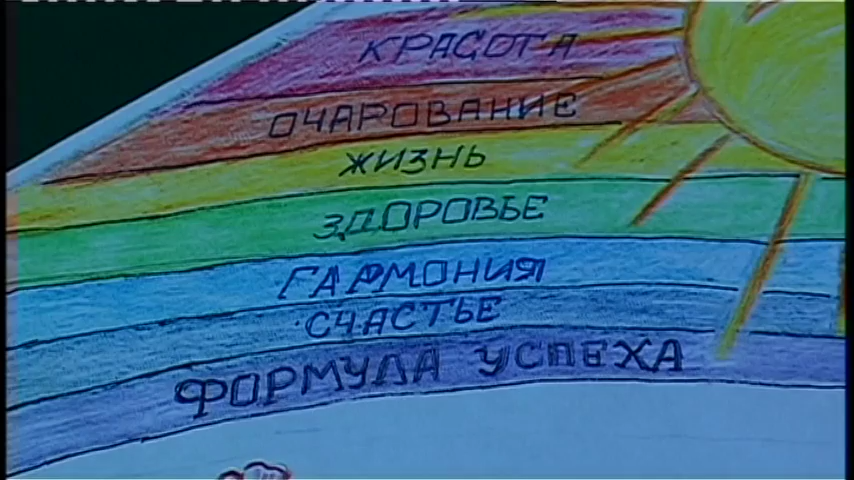 КРАСОТА
ОЧАРОВАНИЕ
ЖИЗНЬ
ЗДОРОВЬЕ
ГАРМОНИЯ
СЧАСТЬЕ
ФОРМУЛА УСПЕХА